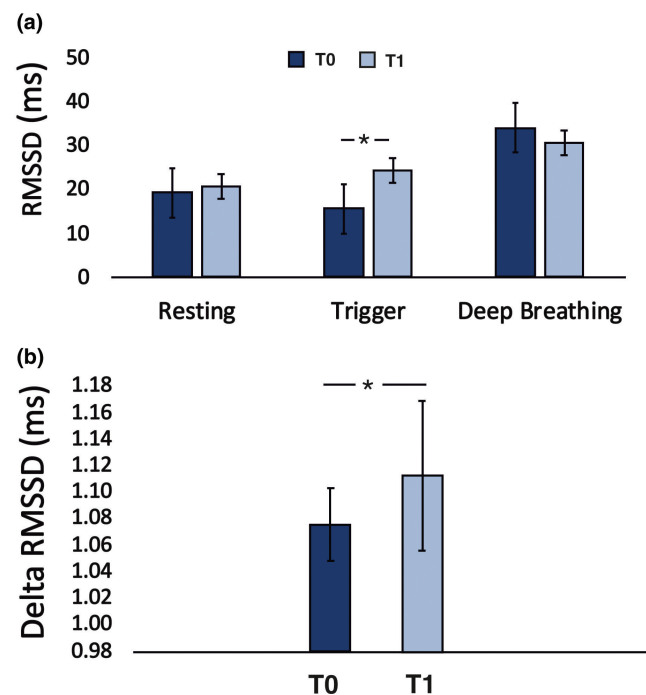 (a)
RMSSD (ms)
50
40
30
20
10
0
T0 T1
*
Resting Trigger Deep Breathing
(b)
Delta RMSSD (ms)
1.18
1.16
1.14
1.12
1.10
1.08
1.06
1.04
1.02
1.00
0.98
*
T0 T1